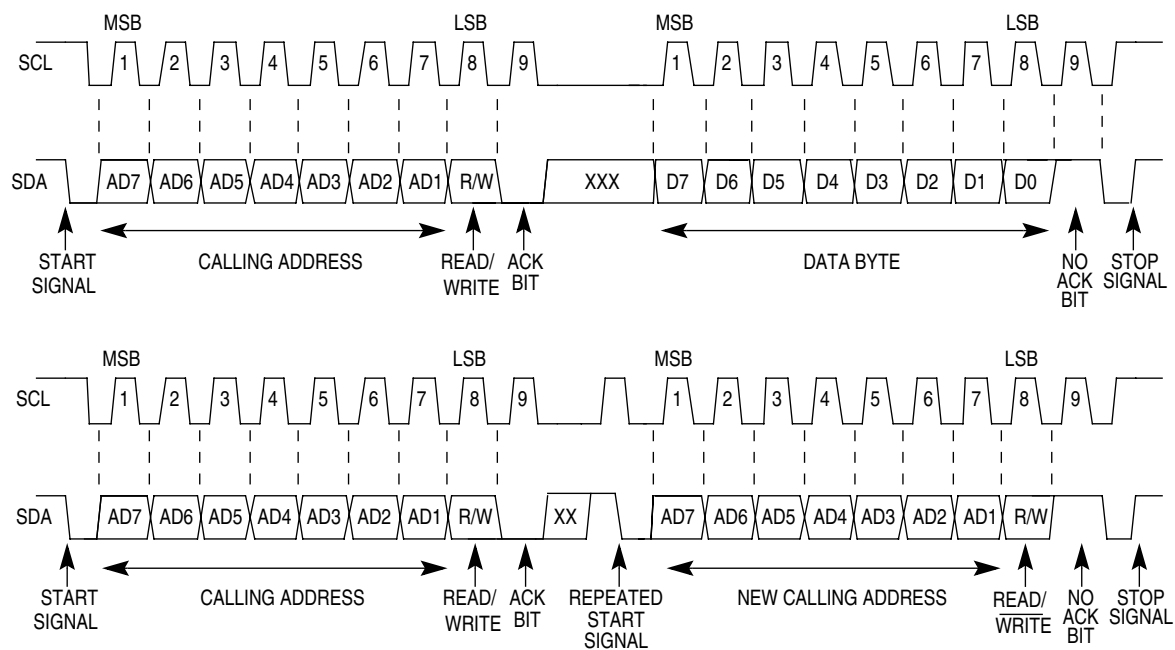 MSB LSB MSB LSB
SCL 1 2 3 4 5 6 7 8 9 1 2 3 4 5 6 7 8 9
SDA AD7 AD6 AD5 AD4 AD3 AD2 AD1 R/W XXX D7 D6 D5 D4 D3 D2 D1 D0
START SIGNAL
CALLING ADDRESS
READ/
WRITE
ACK
BIT
DATA BYTE
NO
ACK
BIT
STOP
SIGNAL
MSB LSB MSB LSB
SCL 1 2 3 4 5 6 7 8 9 1 2 3 4 5 6 7 8 9
SDA AD7 AD6 AD5 AD4 AD3 AD2 AD1 R/W XX AD7 AD6 AD5 AD4 AD3 AD2 AD1 R/W
START
SIGNAL
CALLING ADDRESS
READ/
WRITE
ACK
BIT
REPEATED
START
SIGNAL
NEW CALLING ADDRESS
READ/
WRITE
NO
ACK
BIT
STOP
SIGNAL